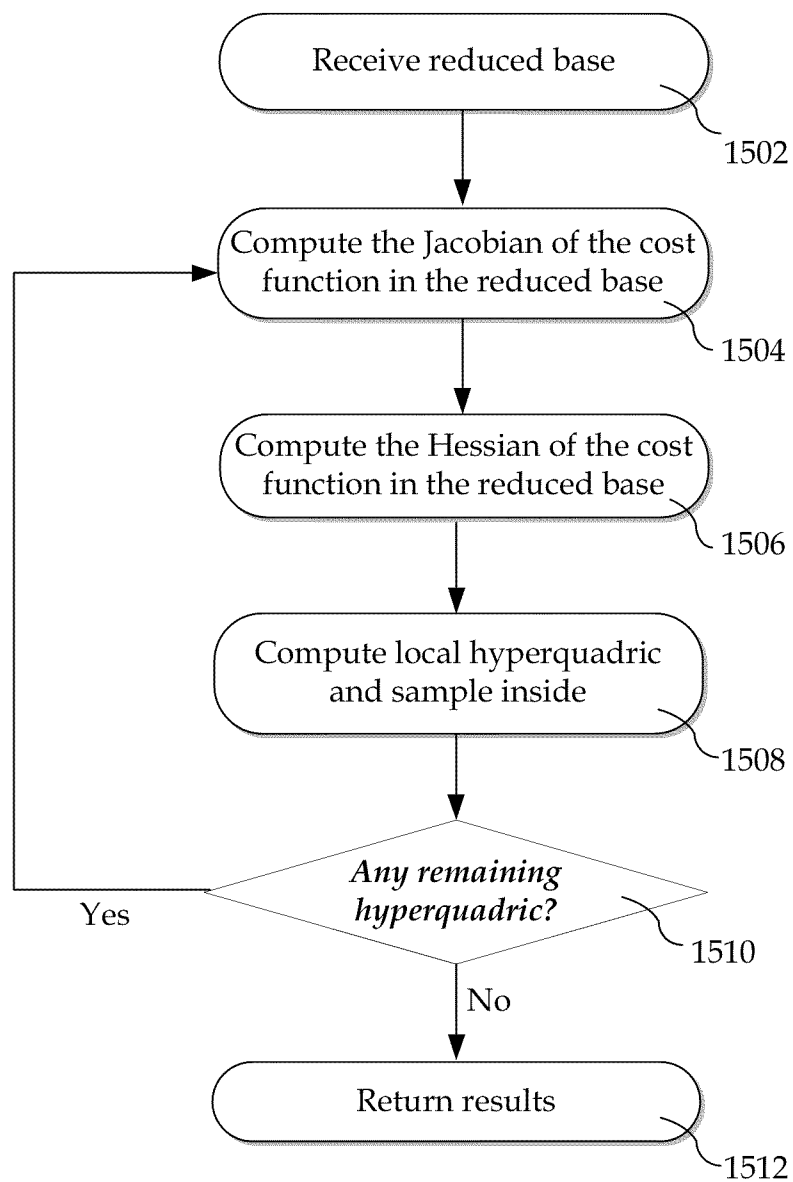 Receive reduced base
1502
Compute the Jacobian of the cost
function in the reduced base
1504
Compute the Hessian of the cost
function in the reduced base
1506
Compute local hyperquadric
and sample inside
1508
Any remaining
hyperquadric?
Yes
1510
No
Return results
1512